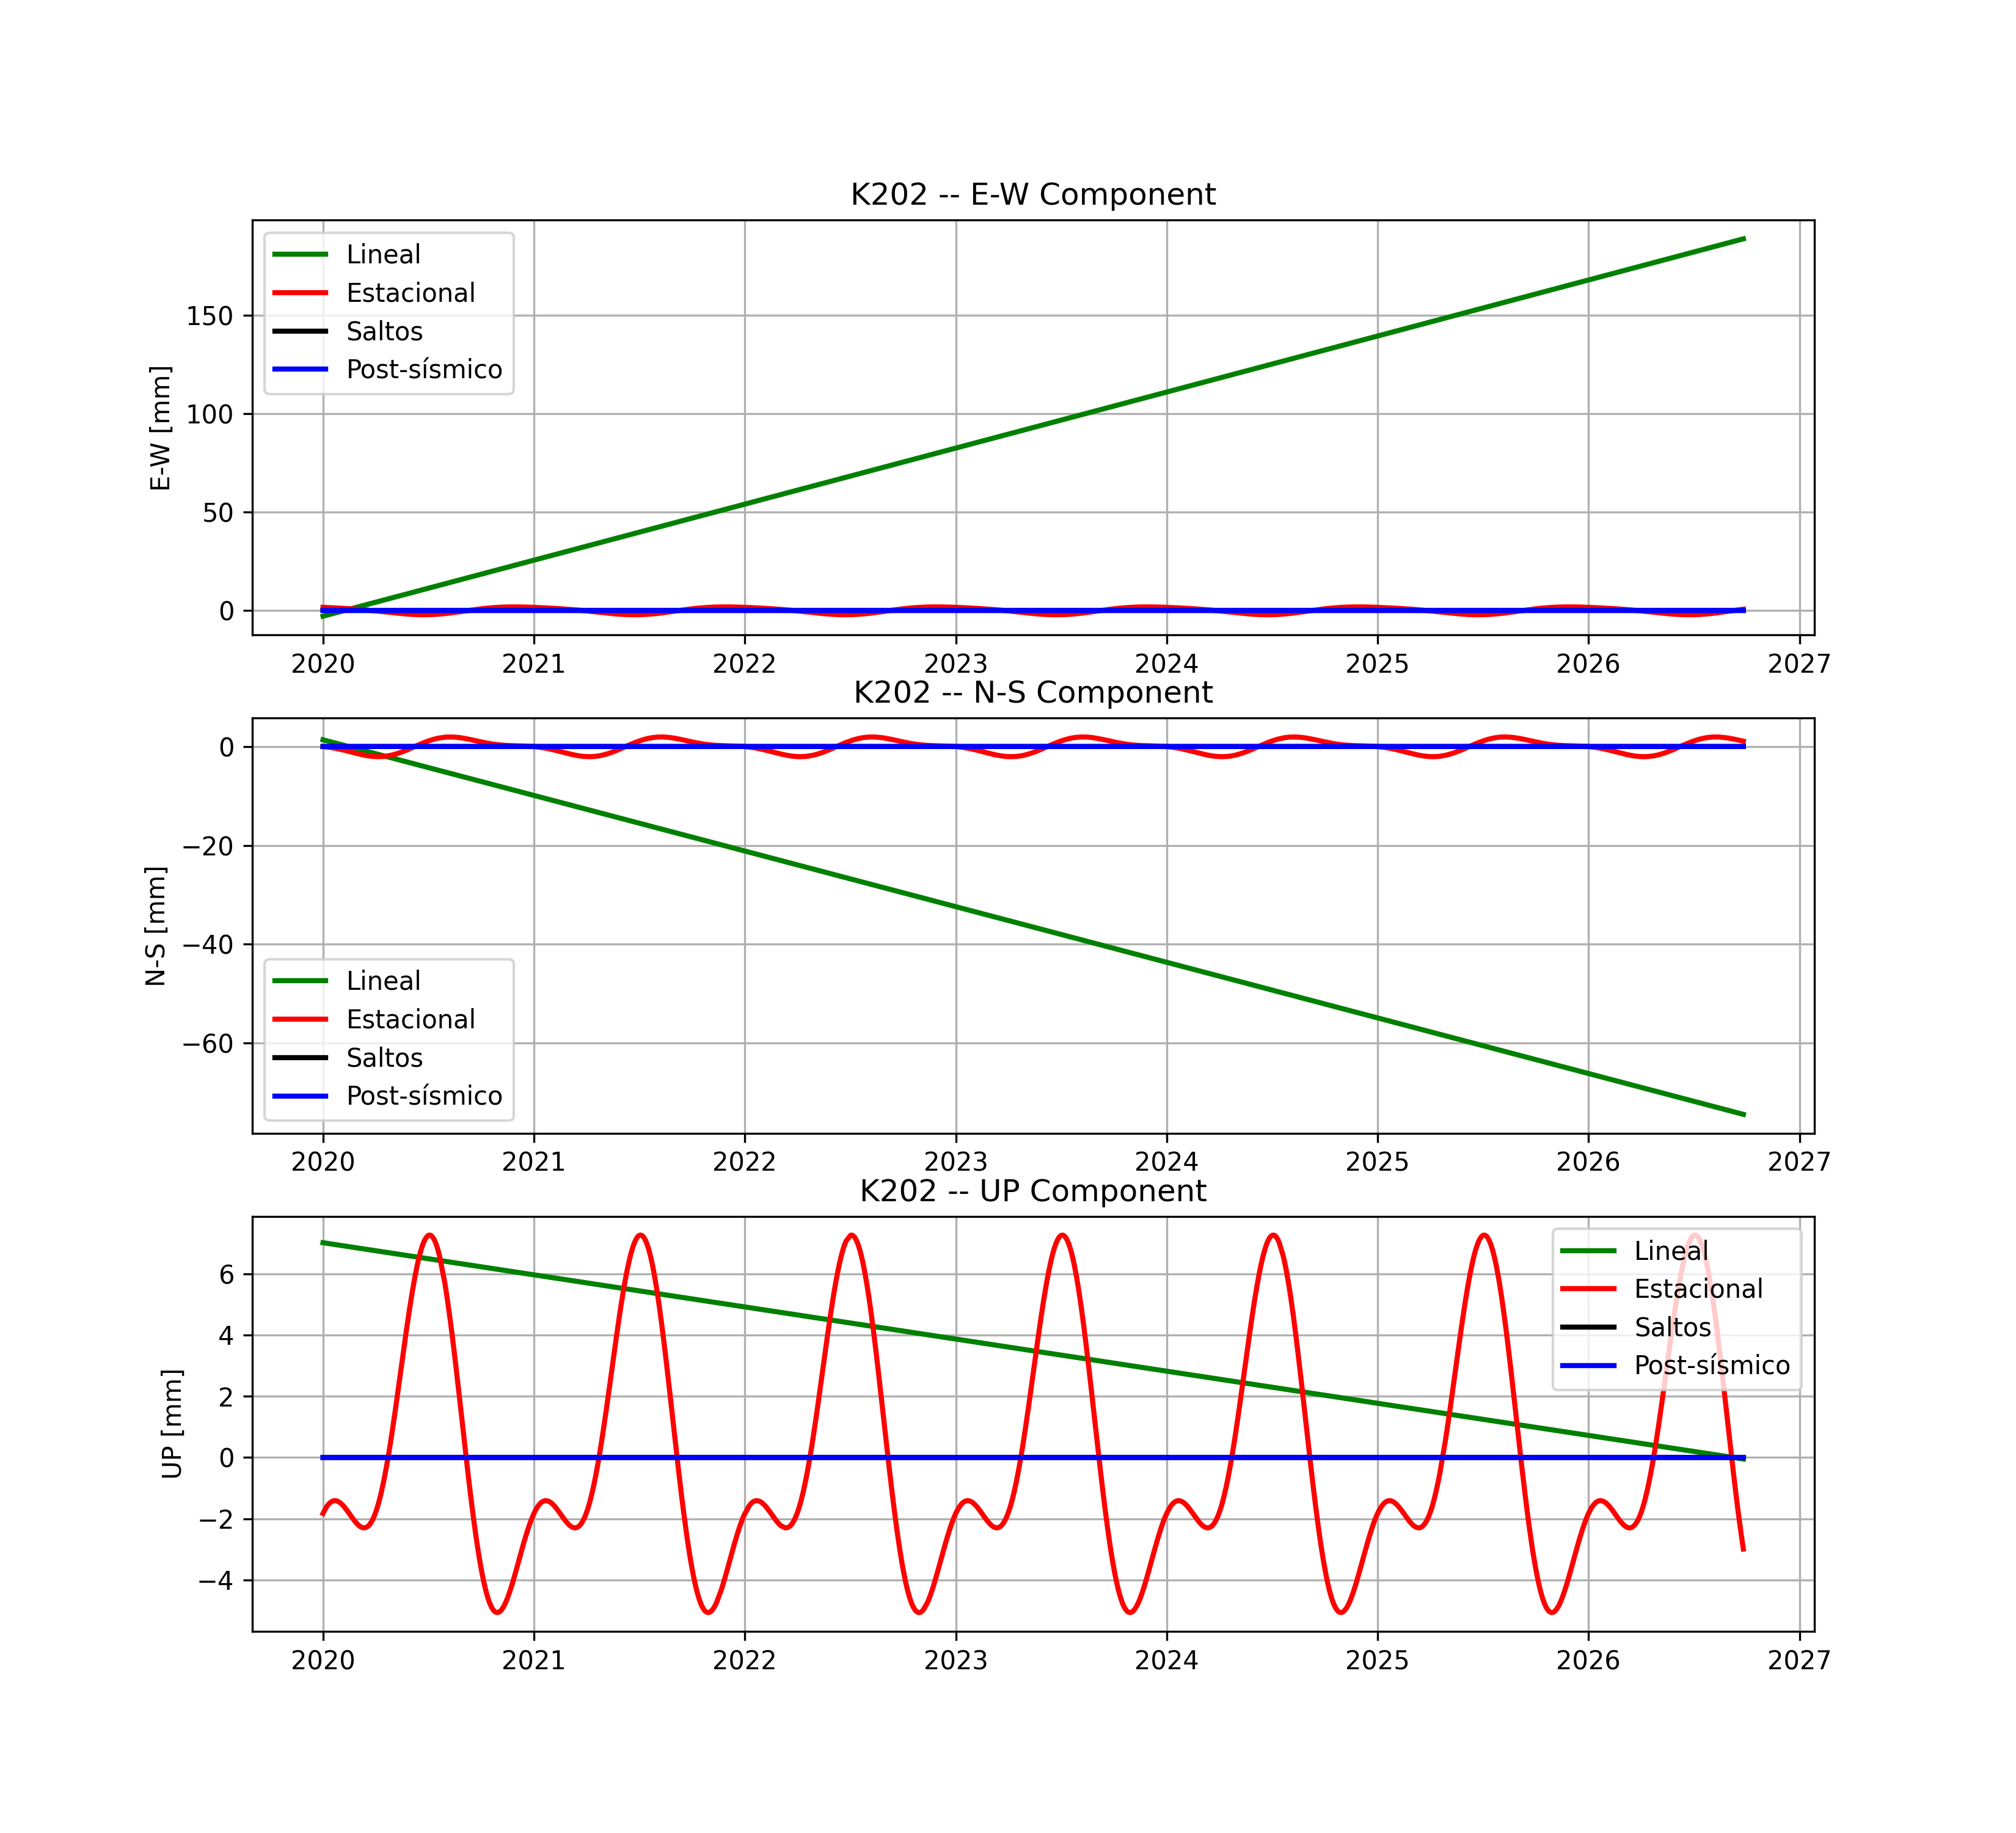 K202 -- E-W Component
E-W [mm]
150
100
50
0
Lineal
Estacional
Saltos
Post-sísmico
2020 2021 2022 2023 2024 2025 2026 2027
K202 -- N-S Component
N-S [mm]
0
−20
−40
−60
Lineal
Estacional
Saltos
Post-sísmico
2020 2021 2022 2023 2024 2025 2026 2027
K202 -- UP Component
UP [mm]
6
4
2
0
−2
−4
Lineal
Estacional
Saltos
Post-sísmico
2020 2021 2022 2023 2024 2025 2026 2027